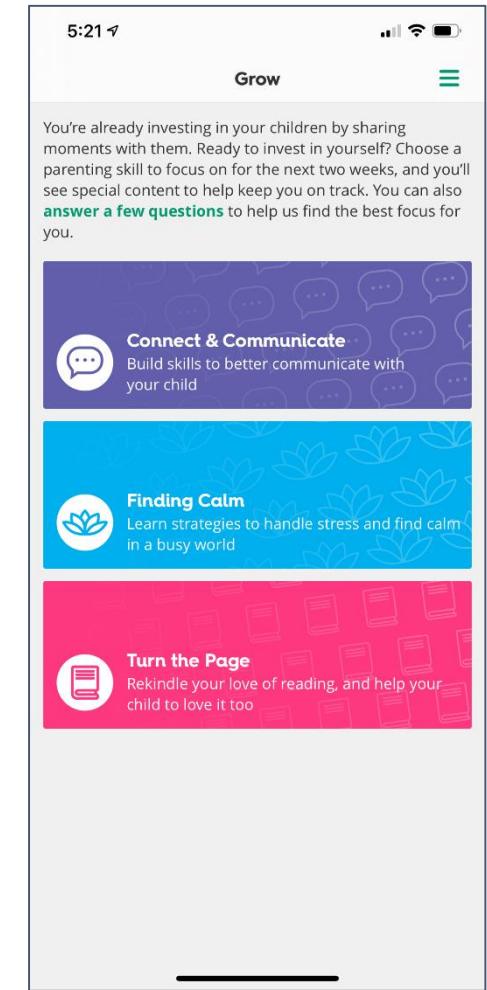 5:21
Grow
You’re already investing in your children by sharing
moments with them. Ready to invest in yourself? Choose a
parenting skill to focus on for the next two weeks, and you’ll
see special content to help keep you on track. You can also
answer a few questions to help us find the best focus for
you.
Connect & Communicate
Build skills to better communicate with
your child
Finding Calm
Learn strategies to handle stress and find calm
in a busy world
Turn the Page
Rekindle your love of reading, and help your
child to love it too